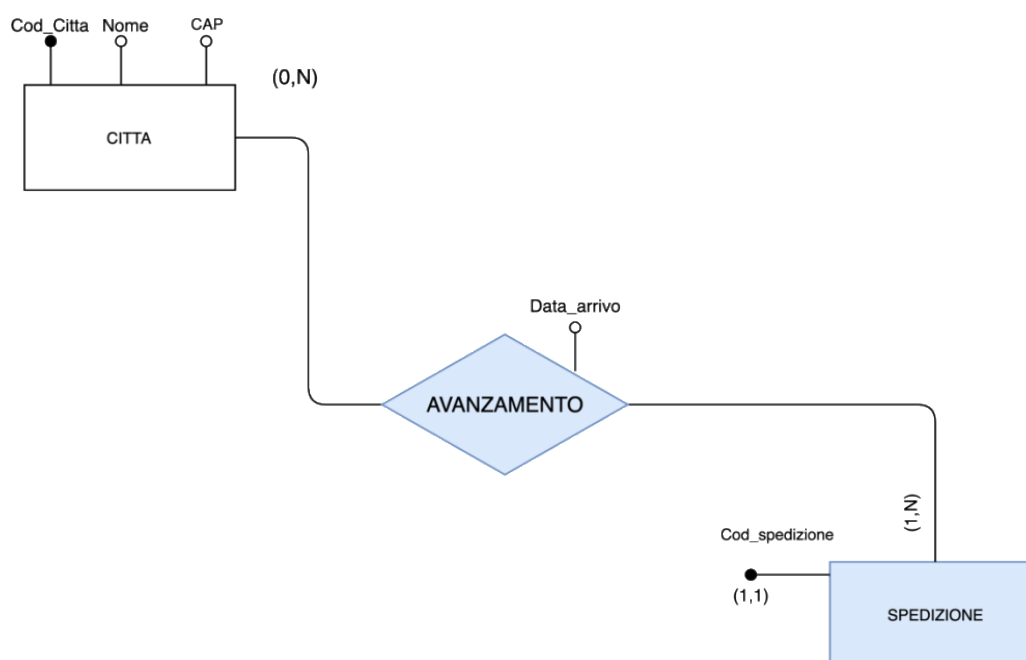 Cod_Citta
Nome
CAP
(0,N)
CITTA
Data_arrivo
AVANZAMENTO
(1,N)
Cod_spedizione
(1,1)
SPEDIZIONE